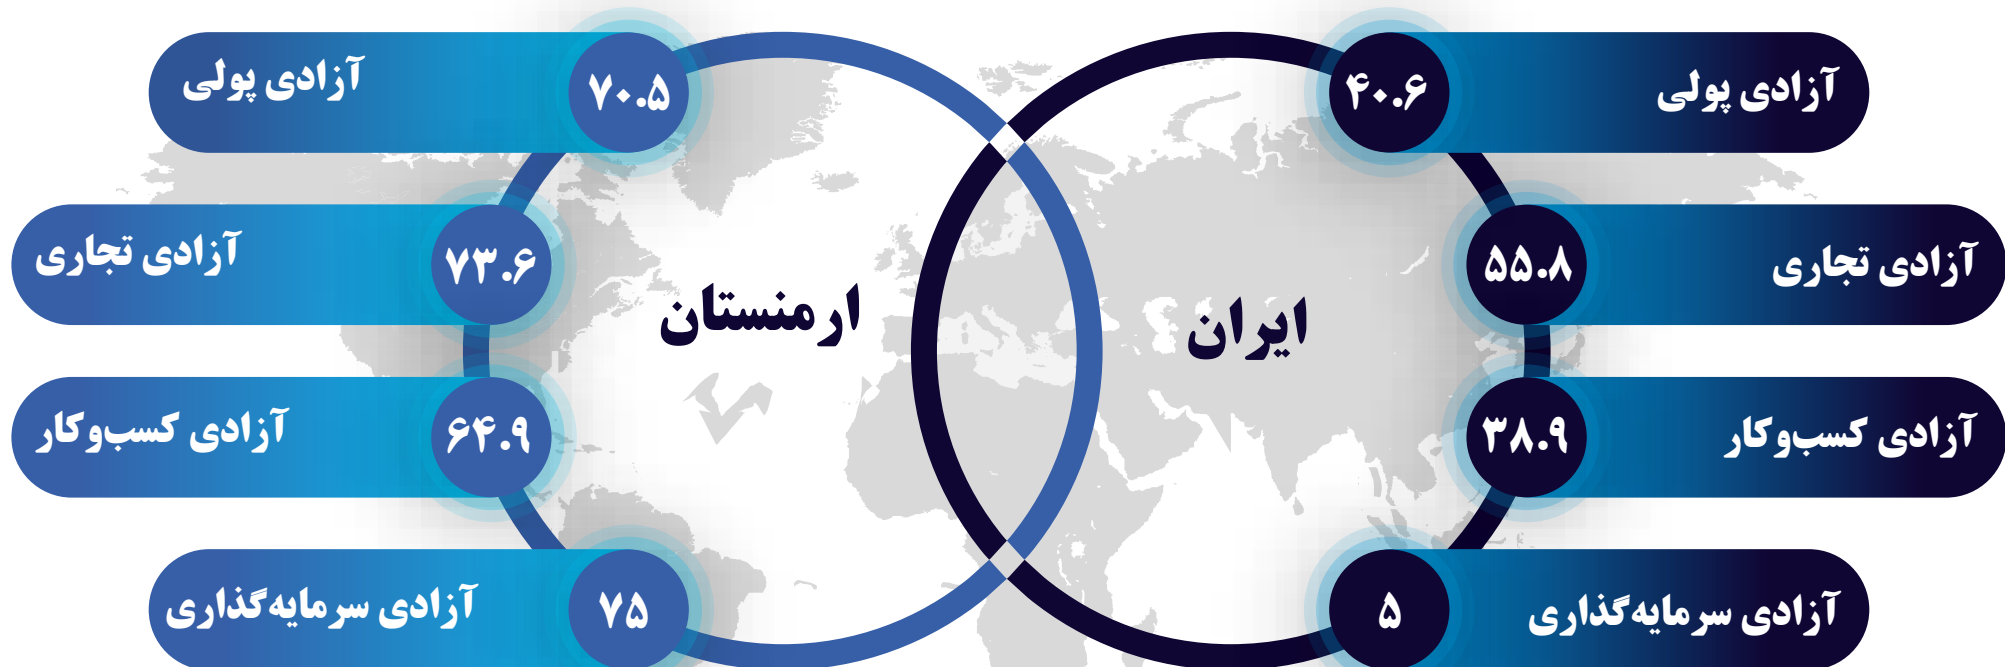 ایران
آزادی پولی
۴۰.۶
آزادی تجاری
۵۵.۸
آزادی کسب‌وکار
۳۸.۹
آزادی سرمایه‌گذاری
۵
ارمنستان
آزادی پولی
۷۰.۵
آزادی تجاری
۷۳.۶
آزادی کسب‌وکار
۶۴.۹
آزادی سرمایه‌گذاری
۷۵